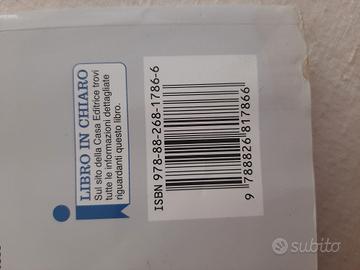 LIBRO IN CHIARO
Sul sito della Casa Editrice trovi
tutte le informazioni dettagliate
riguardanti questo libro.
ISBN 978-88-268-1786-6
9 788826 817866
subito